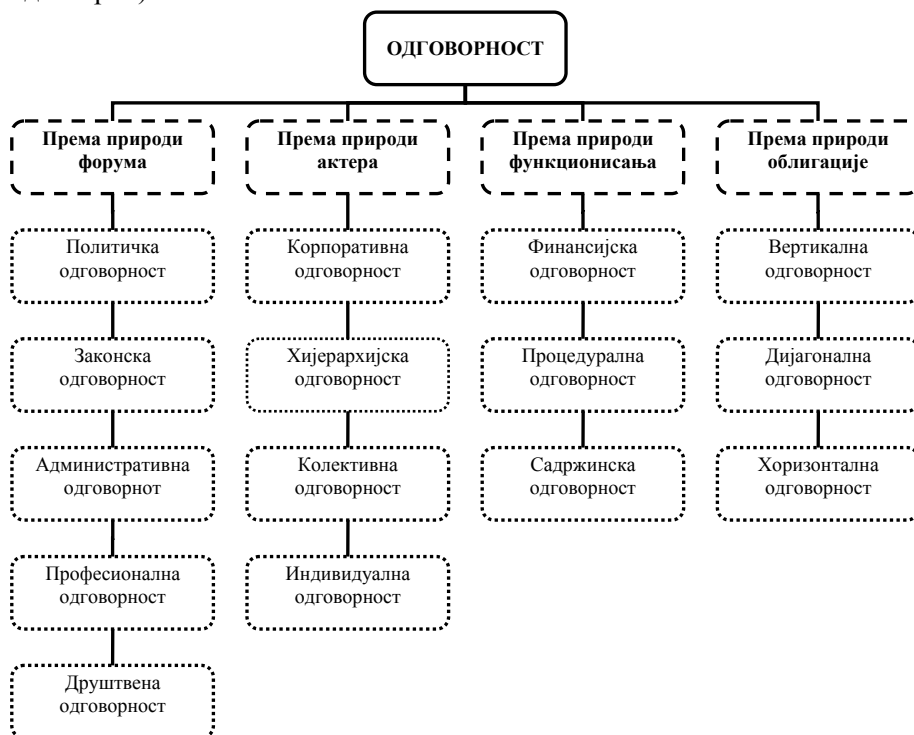 ОДГОВОРНОСТ
Према природи
форума
Према природи
актера
Према природи
функционисања
Према природи
облигације
Политичка
одговорност
Корпоративна
одговорност
Финансијска
одговорност
Вертикална
одговорност
Законска
одговорност
Хијерархијска
одговорност
Процедурална
одговорност
Дијагонална
одговорност
Административна
одговорнот
Колективна
одговорност
Садржинска
одговорност
Хоризонтална
одговорност
Професионална
одговорност
Индивидуална
одговорност
Друштвена
одговорност